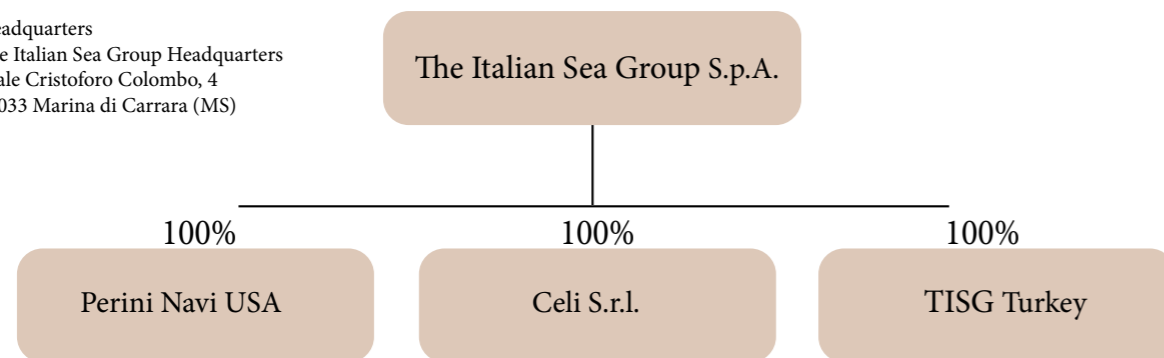 eadquarters
e Italian Sea Group Headquarters
ale Cristoforo Colombo, 4
033 Marina di Carrara (MS)
The Italian Sea Group S.p.A.
100% 100% 100%
Perini Navi USA Celi S.r.l. TISG Turkey